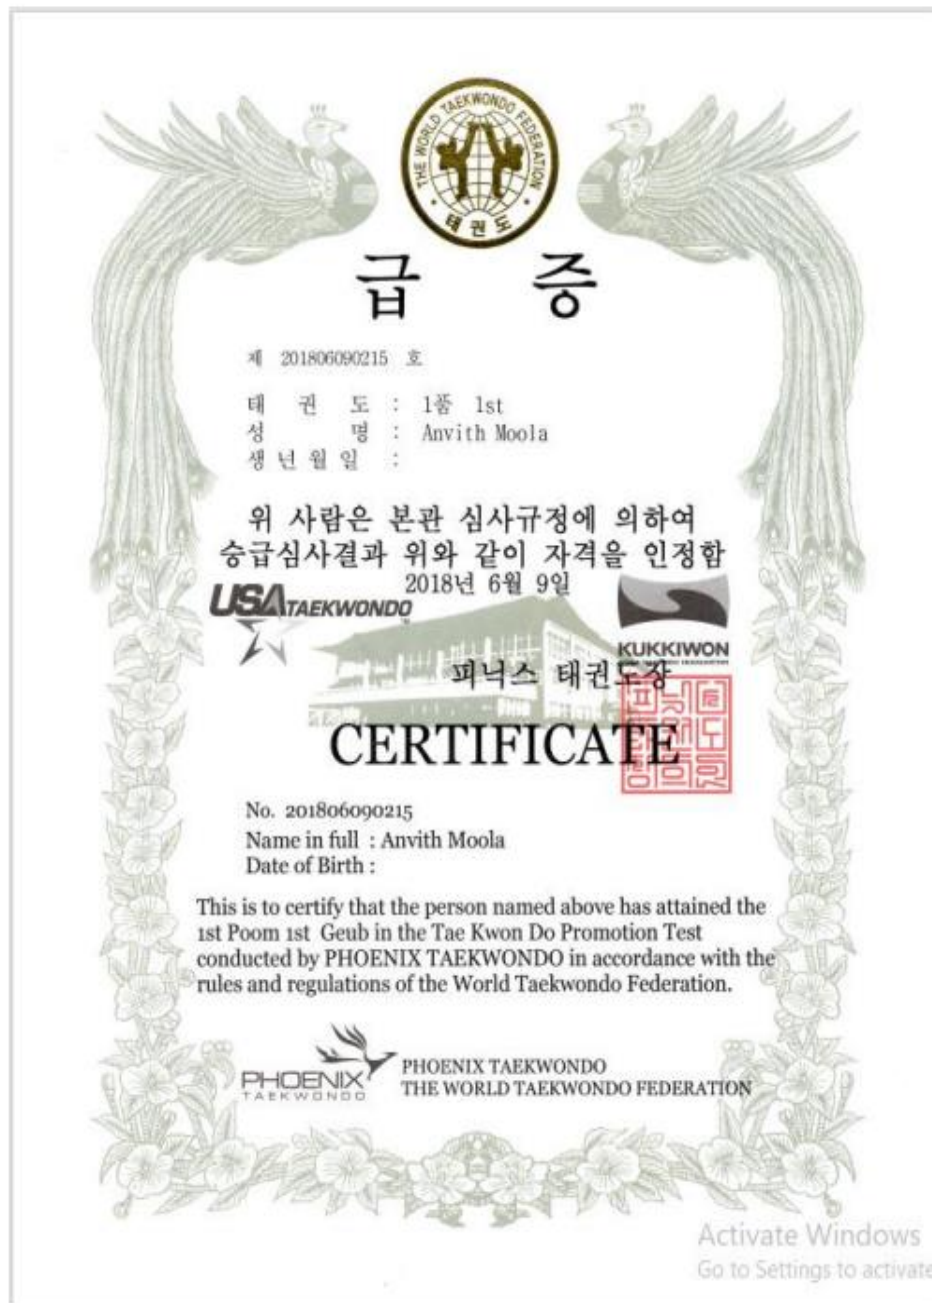 THE WORLD TAEKWONDO FEDERATION
태권도
급 증
제 201806090215 호
태 권 도 : 1품 1st
성 명 : Anvith Moola
생 년 월 일 :
위 사람은 본관 심사규정에 의하여
승급심사결과 위와 같이 자격을 인정함
2018년 6월 9일
USA TAEKWONDO
KUKKIWON
피닉스 태권도장
CERTIFICATE
No. 201806090215
Name in full : Anvith Moola
Date of Birth :
This is to certify that the person named above has attained the
1st Poom 1st Geub in the Tae Kwon Do Promotion Test
conducted by PHOENIX TAEKWONDO in accordance with the
rules and regulations of the World Taekwondo Federation.
PHOENIX
TAEKWONDO
PHOENIX TAEKWONDO
THE WORLD TAEKWONDO FEDERATION
Activate Windows
Go to Settings to activate